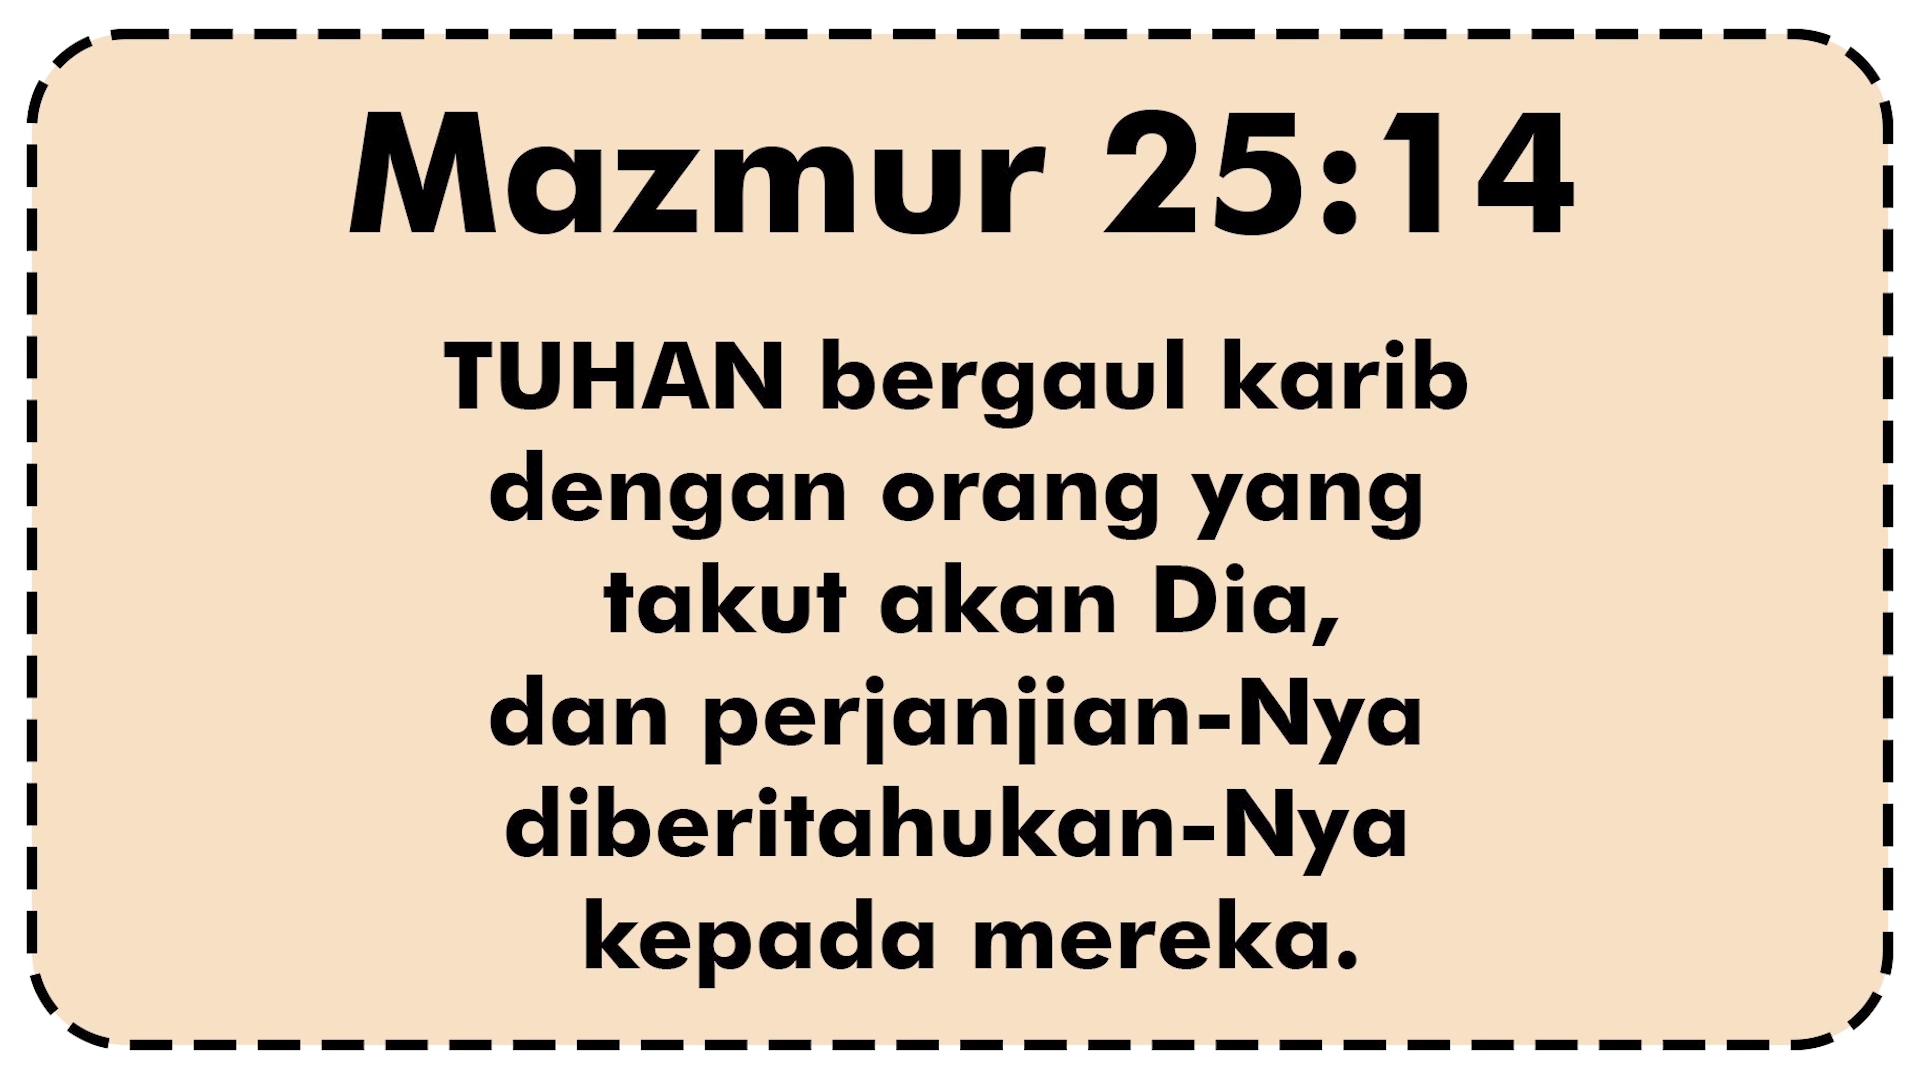 Mazmur 25:14
TUHAN bergaul karib
dengan orang yang
takut akan Dia,
dan perjanjian-Nya
diberitahukan-Nya
kepada mereka.